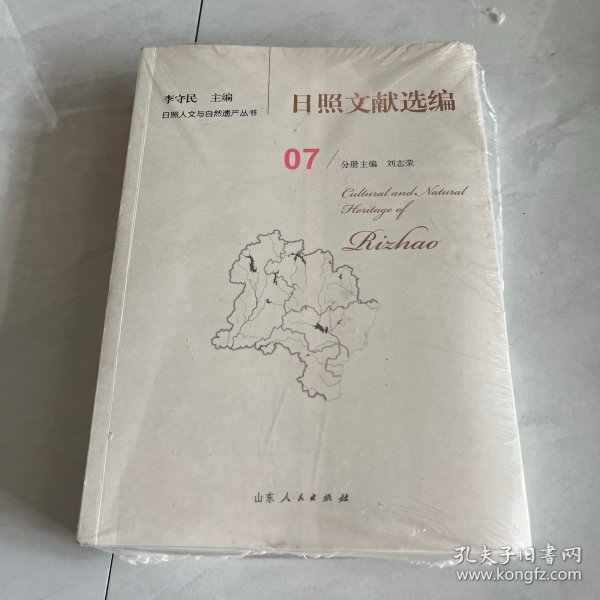 李守民 主编
日照人文与自然遗产丛书
日照文献选编
07/分册主编 刘志荣
Cultural and Natural
Heritage of
Rizhao
山东人民出版社
孔夫子旧书网
www.kongfz.com